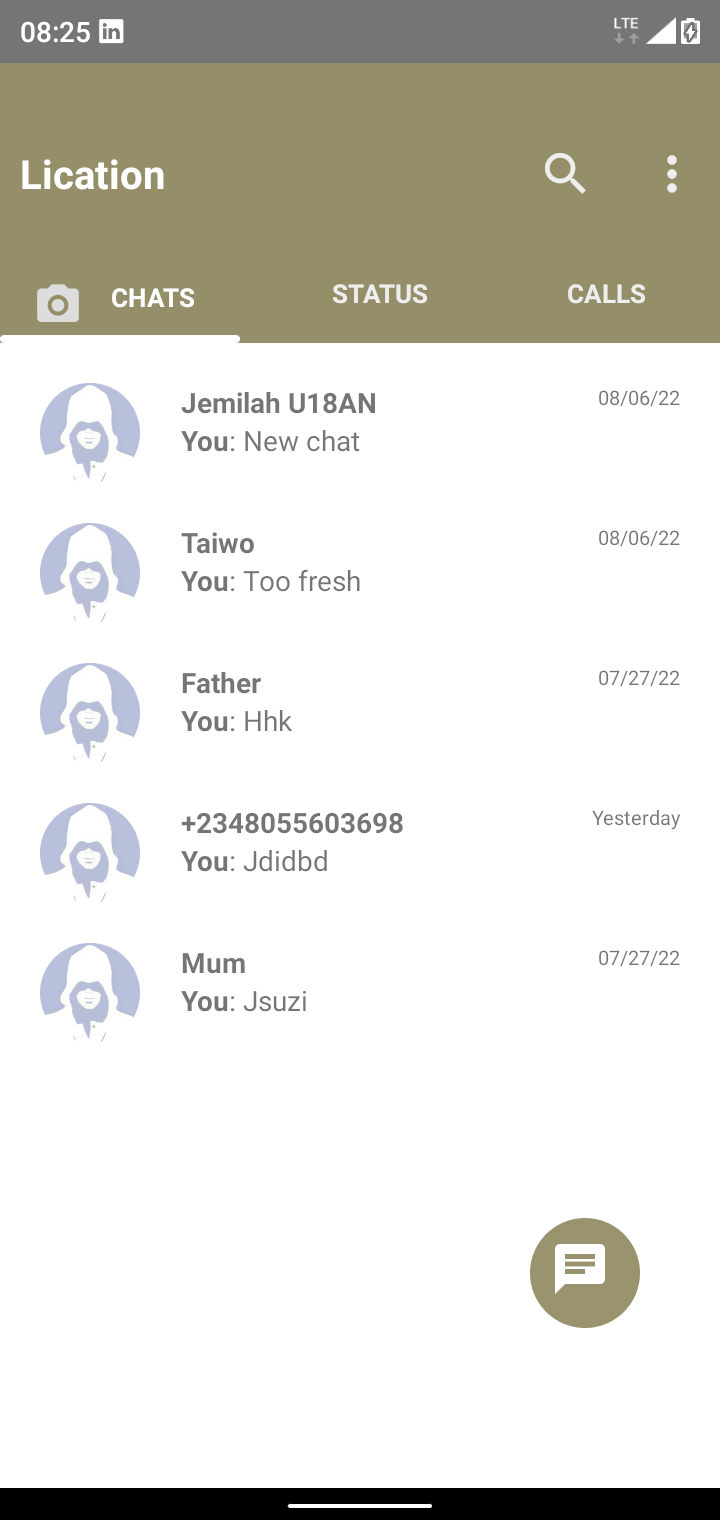 08:25 in
LTE
Lication
CHATS
STATUS
CALLS
Jemilah U18AN
08/06/22
You: New chat
Taiwo
08/06/22
You: Too fresh
Father
07/27/22
You: Hhk
+2348055603698
Yesterday
You: Jdidbd
Mum
07/27/22
You: Jsuzi